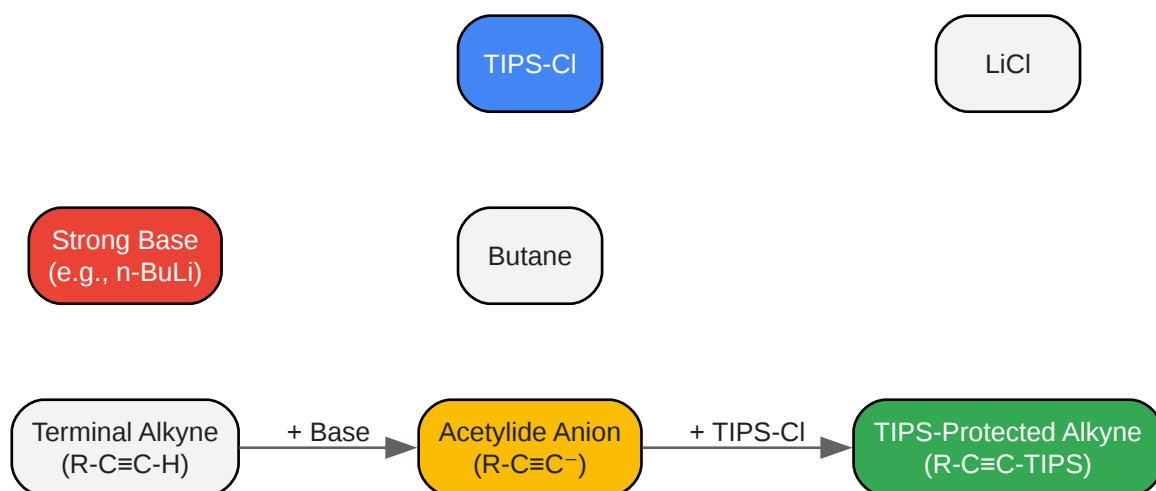 TIPS-Cl
LiCl
Strong Base
(e.g., n-BuLi)
Butane
Terminal Alkyne
(R-C≡C-H)
+ Base
Acetylide Anion
(R-C≡C⁻)
+ TIPS-Cl
TIPS-Protected Alkyne
(R-C≡C-TIPS)